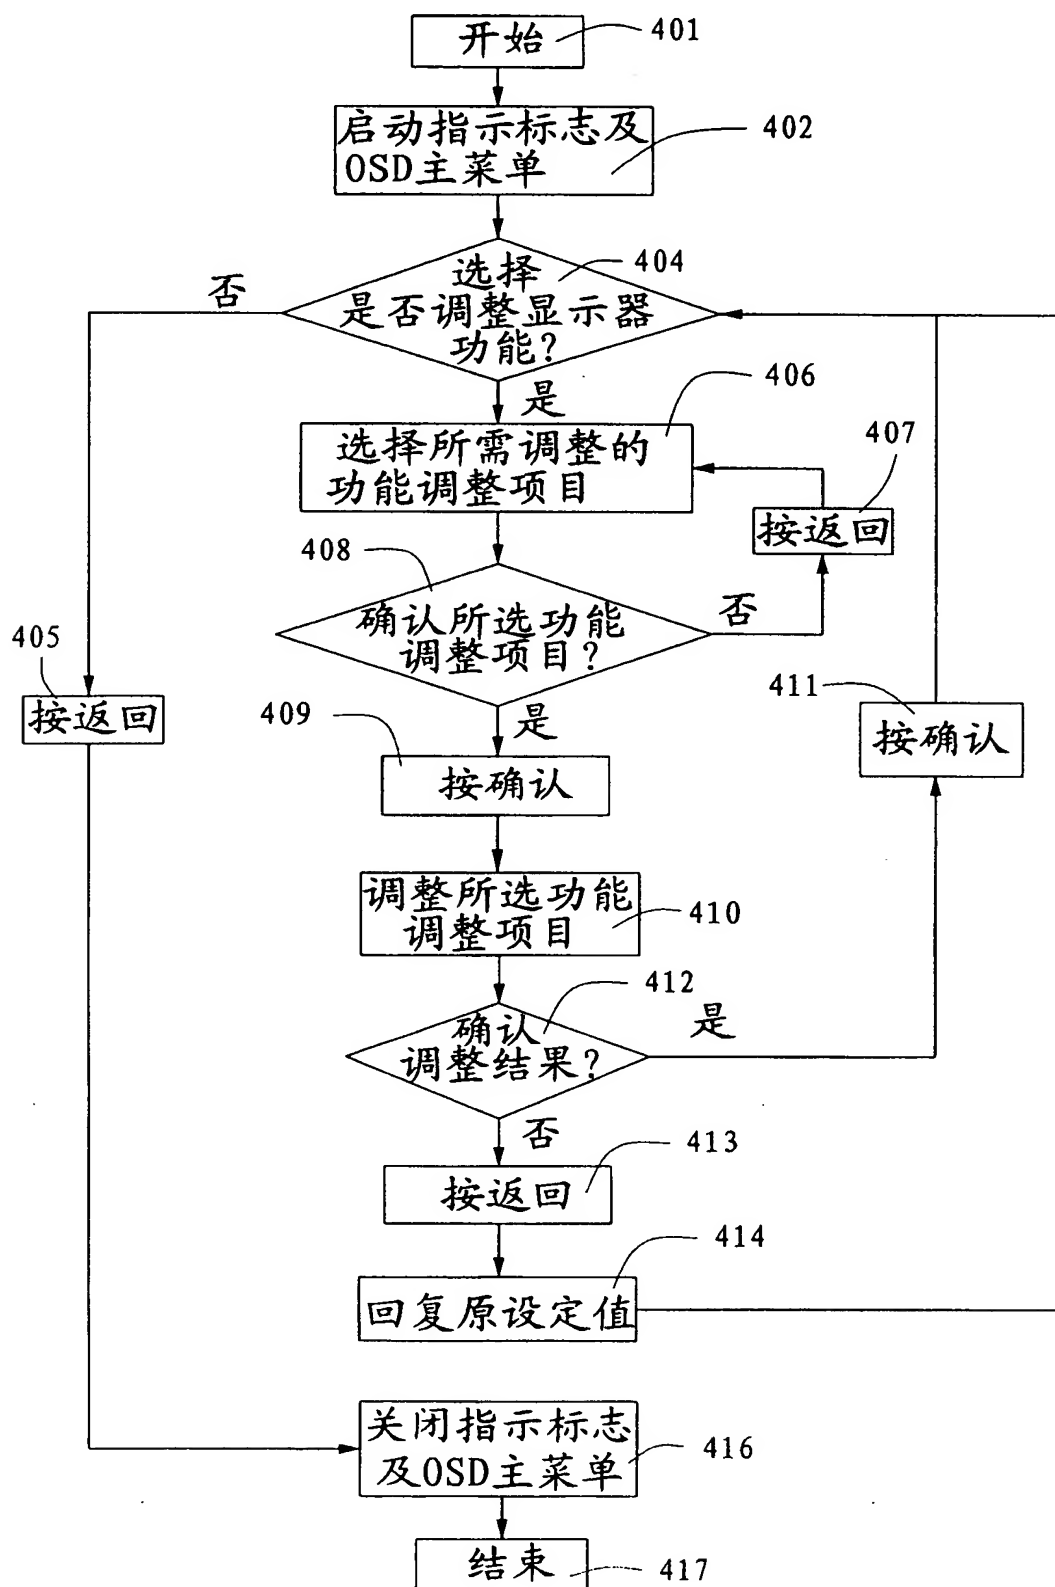 开始
401
启动指示标志及
OSD主菜单
402
选择
是否调整显示器
功能?
404
否
是
406
选择所需调整的
功能调整项目
407
按返回
408
确认所选功能
调整项目?
否
405
按返回
是
409
按确认
411
按确认
调整所选功能
调整项目
410
412
确认
调整结果?
是
否
413
按返回
414
回复原设定值
关闭指示标志
及OSD主菜单
416
结束
417